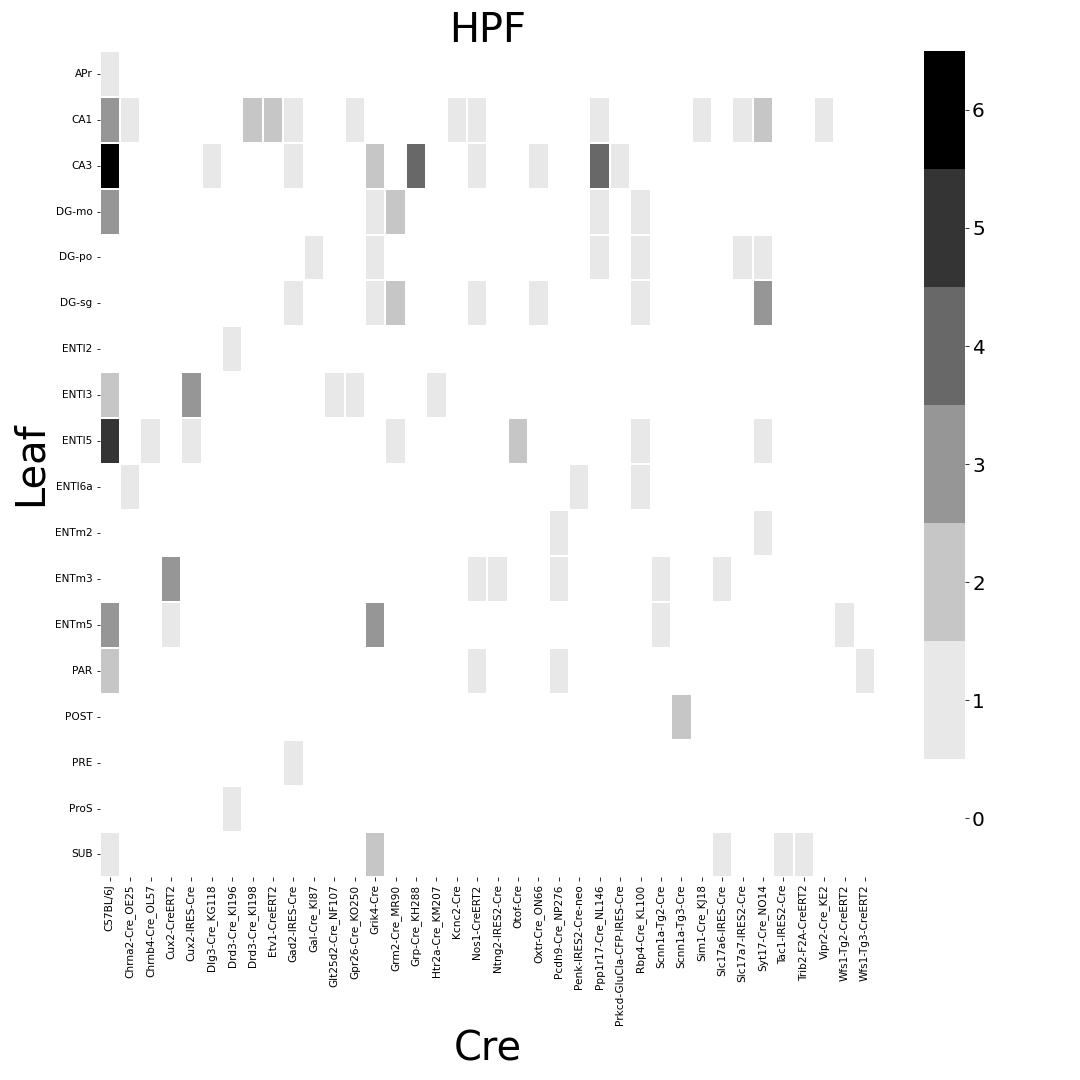 HPF
Leaf
APr
CA1
CA3
DG-mo
DG-po
DG-sg
ENTl2
ENTl3
ENTl5
ENTl6a
ENTm2
ENTm3
ENTm5
PAR
POST
PRE
ProS
SUB
C57BL/6J
Chrna2-Cre_OE25
Chrnb4-Cre_OL57
Cux2-CreERT2
Cux2-IRES-Cre
Dlg3-Cre_KG118
Drd3-Cre_KI196
Drd3-Cre_KI198
Etv1-CreERT2
Gad2-IRES-Cre
Gal-Cre_KI87
Glt25d2-Cre_NF107
Gpr26-Cre_KO250
Grik4-Cre
Grm2-Cre_MR90
Grp-Cre_KH288
Htr2a-Cre_KM207
Kcnc2-Cre
Nos1-CreERT2
Ntng2-IRES2-Cre
Otof-Cre
Oxtr-Cre_ON66
Pcdh9-Cre_NP276
Penk-IRES2-Cre-neo
Ppp1r17-Cre_NL146
Prkcd-GluCla-CFP-IRES-Cre
Rbp4-Cre_KL100
Scnn1a-Tg2-Cre
Scnn1a-Tg3-Cre
Sim1-Cre_KJ18
Slc17a6-IRES-Cre
Slc17a7-IRES2-Cre
Syt17-Cre_NO14
Tac1-IRES2-Cre
Trib2-F2A-CreERT2
Vipr2-Cre_KE2
Wfs1-Tg2-CreERT2
Wfs1-Tg3-CreERT2
Cre
6
5
4
3
2
1
0